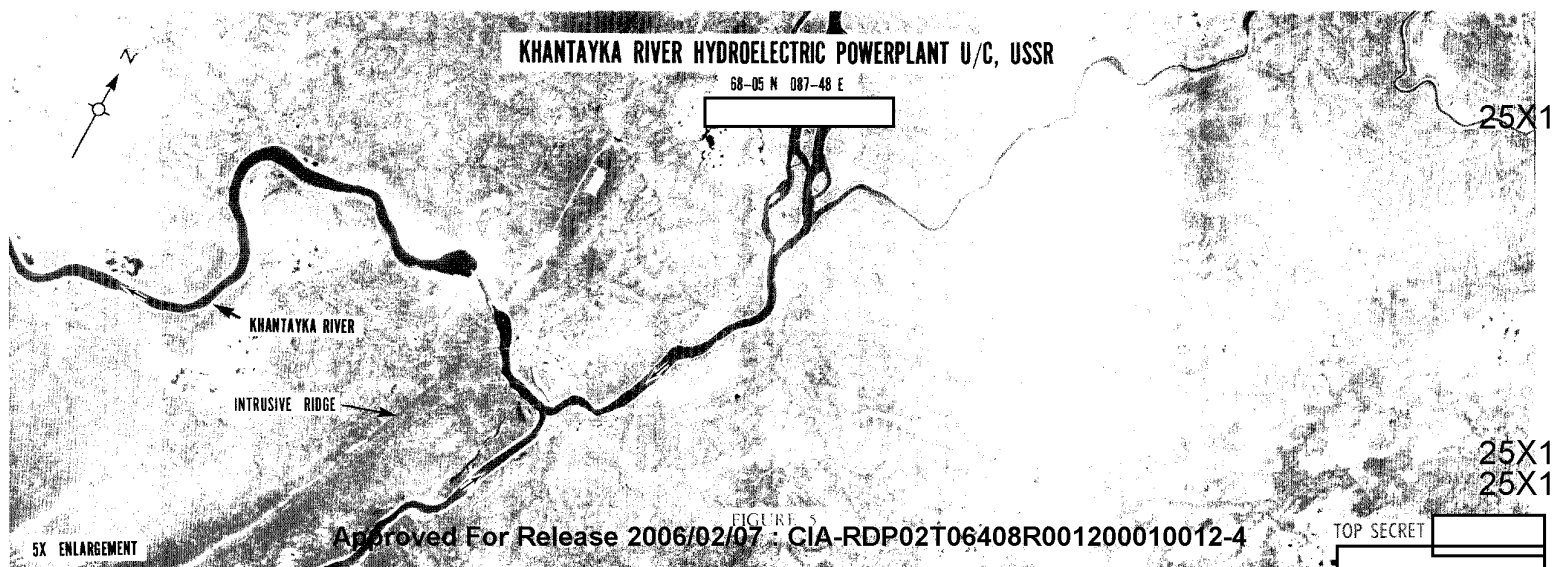 KHANTAYKA RIVER HYDROELECTRIC POWERPLANT U/C, USSR
68-05 N 087-48 E
N
25X1
KHANTAYKA RIVER
INTRUSIVE RIDGE
25X1
25X1
FIGURE 5
Approved For Release 2006/02/07 : CIA-RDP02T06408R001200010012-4
TOP SECRET
5X ENLARGEMENT